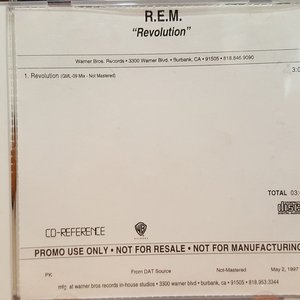 R.E.M.
"Revolution"
Warner Bros. Records • 3300 Warner Blvd. • Burbank, CA • 91505 • 818.846.9090
1. Revolution (GML-09 Mix - Not Mastered) 3:0
TOTAL 03:
CD-REFERENCE
PROMO USE ONLY • NOT FOR RESALE • NOT FOR MANUFACTURING
PK From DAT Source Not-Mastered May 2, 1997
mfg. at warner bros records in-house studios • 3300 warner blvd • burbank, ca • 91505 • 818.953.3344